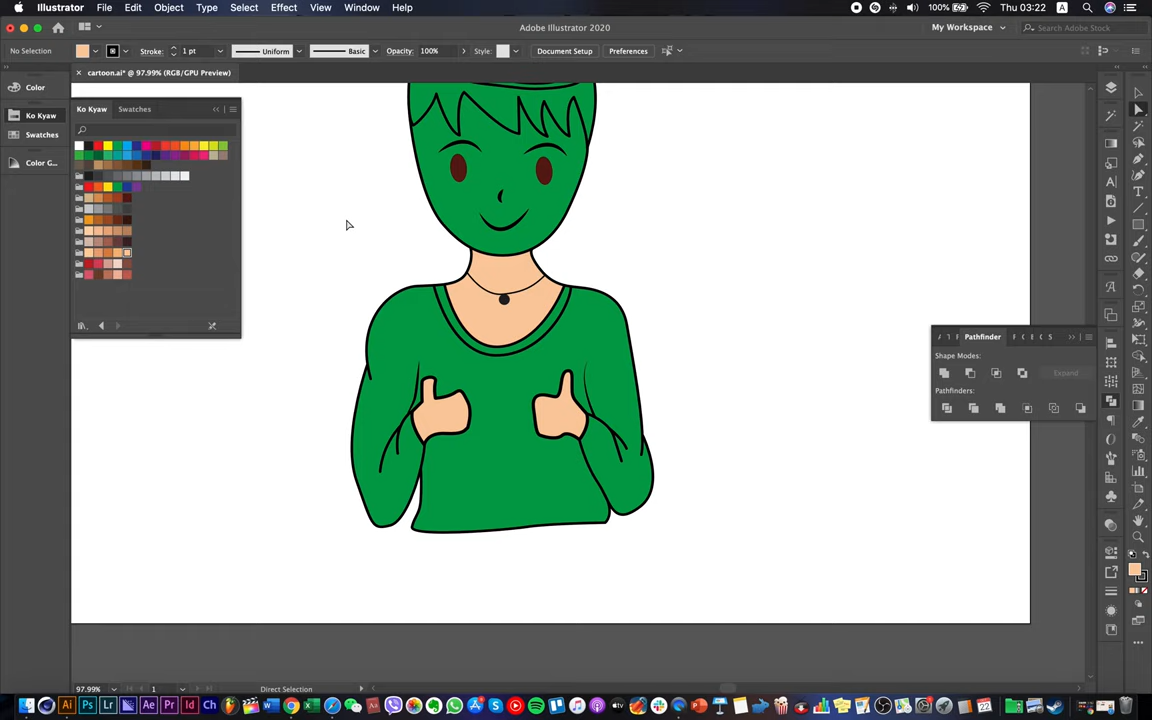 Illustrator File Edit Object Type Select Effect View Window Help 100% Thu 03:22 A
Adobe Illustrator 2020 My Workspace Search Adobe Stock
No Selection Stroke: 1 pt Uniform Basic Opacity: 100% Style: Document Setup Preferences
× cartoon.ai* @ 97.99% (RGB/GPU Preview)
Color
Ko Kyaw
Swatches
Color G...
Ko Kyaw Swatches
Pathfinder
Shape Modes:
Expand
Pathfinders:
97.99% 1 Direct Selection